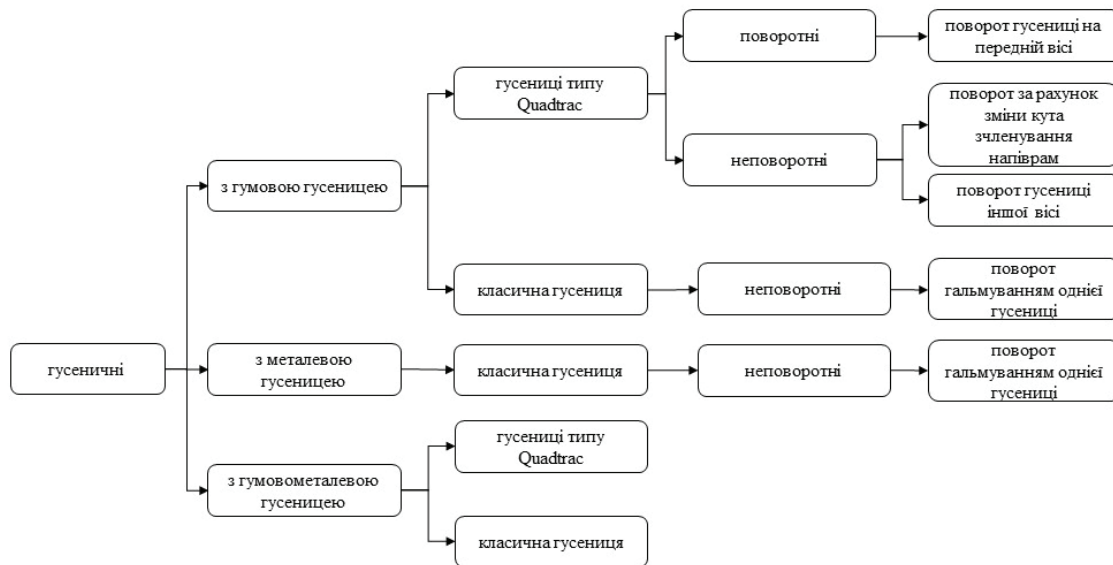 поворотні
поворот гусениці на
передній вісі
гусениці типу
Quadtrac
поворот за рахунок
зміни кута
зчленування
напіврам
неповоротні
з гумовою гусеницею
поворот гусениці
іншої вісі
класична гусениця
неповоротні
поворот
гальмуванням однієї
гусениці
гусеничні
з металевою
гусеницею
класична гусениця
неповоротні
поворот
гальмуванням однієї
гусениці
гусениці типу
Quadtrac
з гумовометалевою
гусеницею
класична гусениця